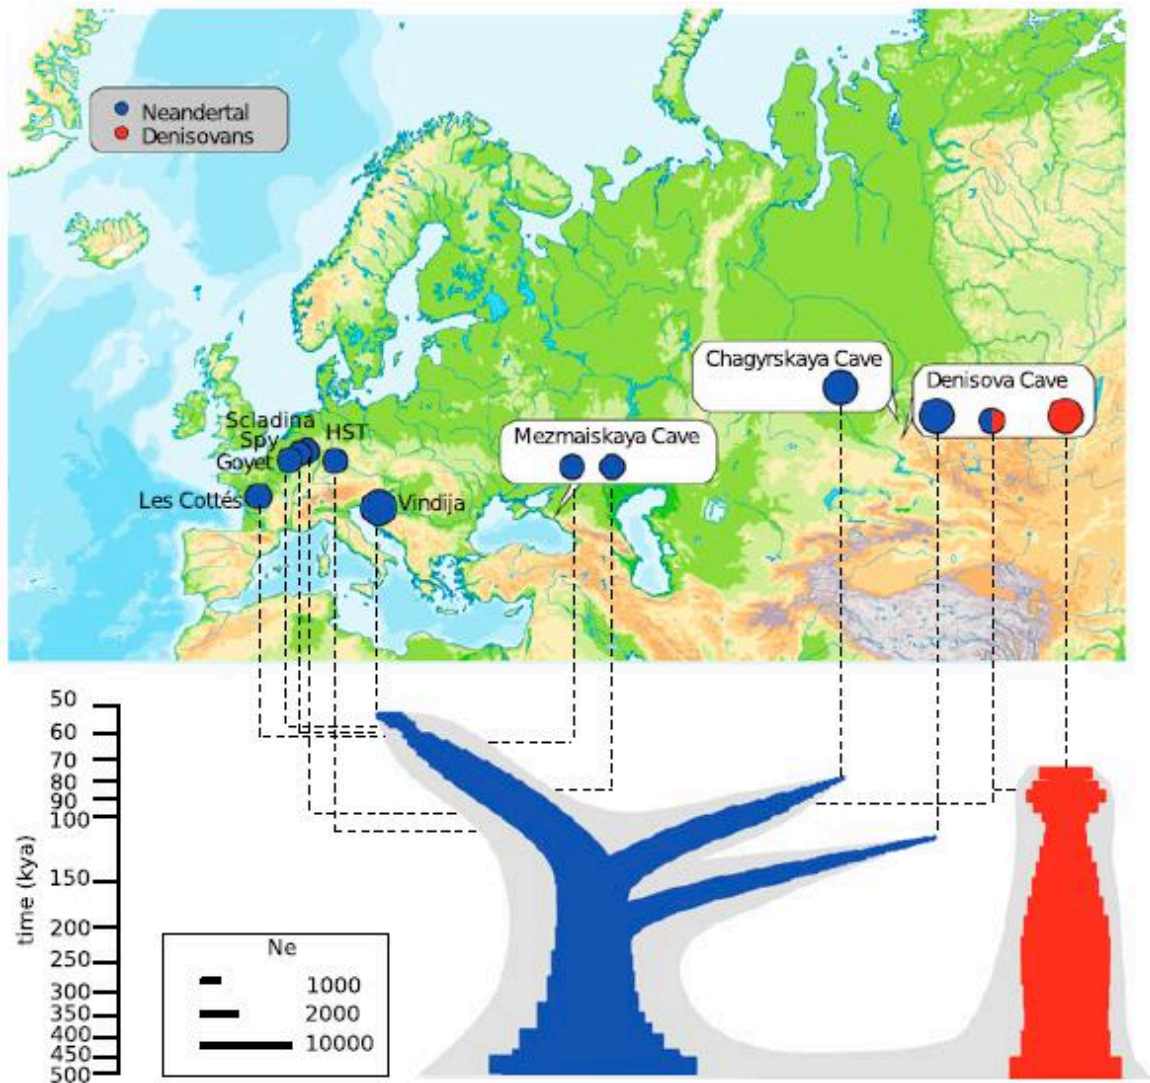 Neandertal
Denisovans
Chagyrskaya Cave
Denisova Cave
Scladina
HST
Spy
Mezmaiskaya Cave
Goyet
Les Cottés
Vindija
50
60
70
80
90
100
150
200
250
300
350
400
450
500
time (kya)
Ne
1000
2000
10000